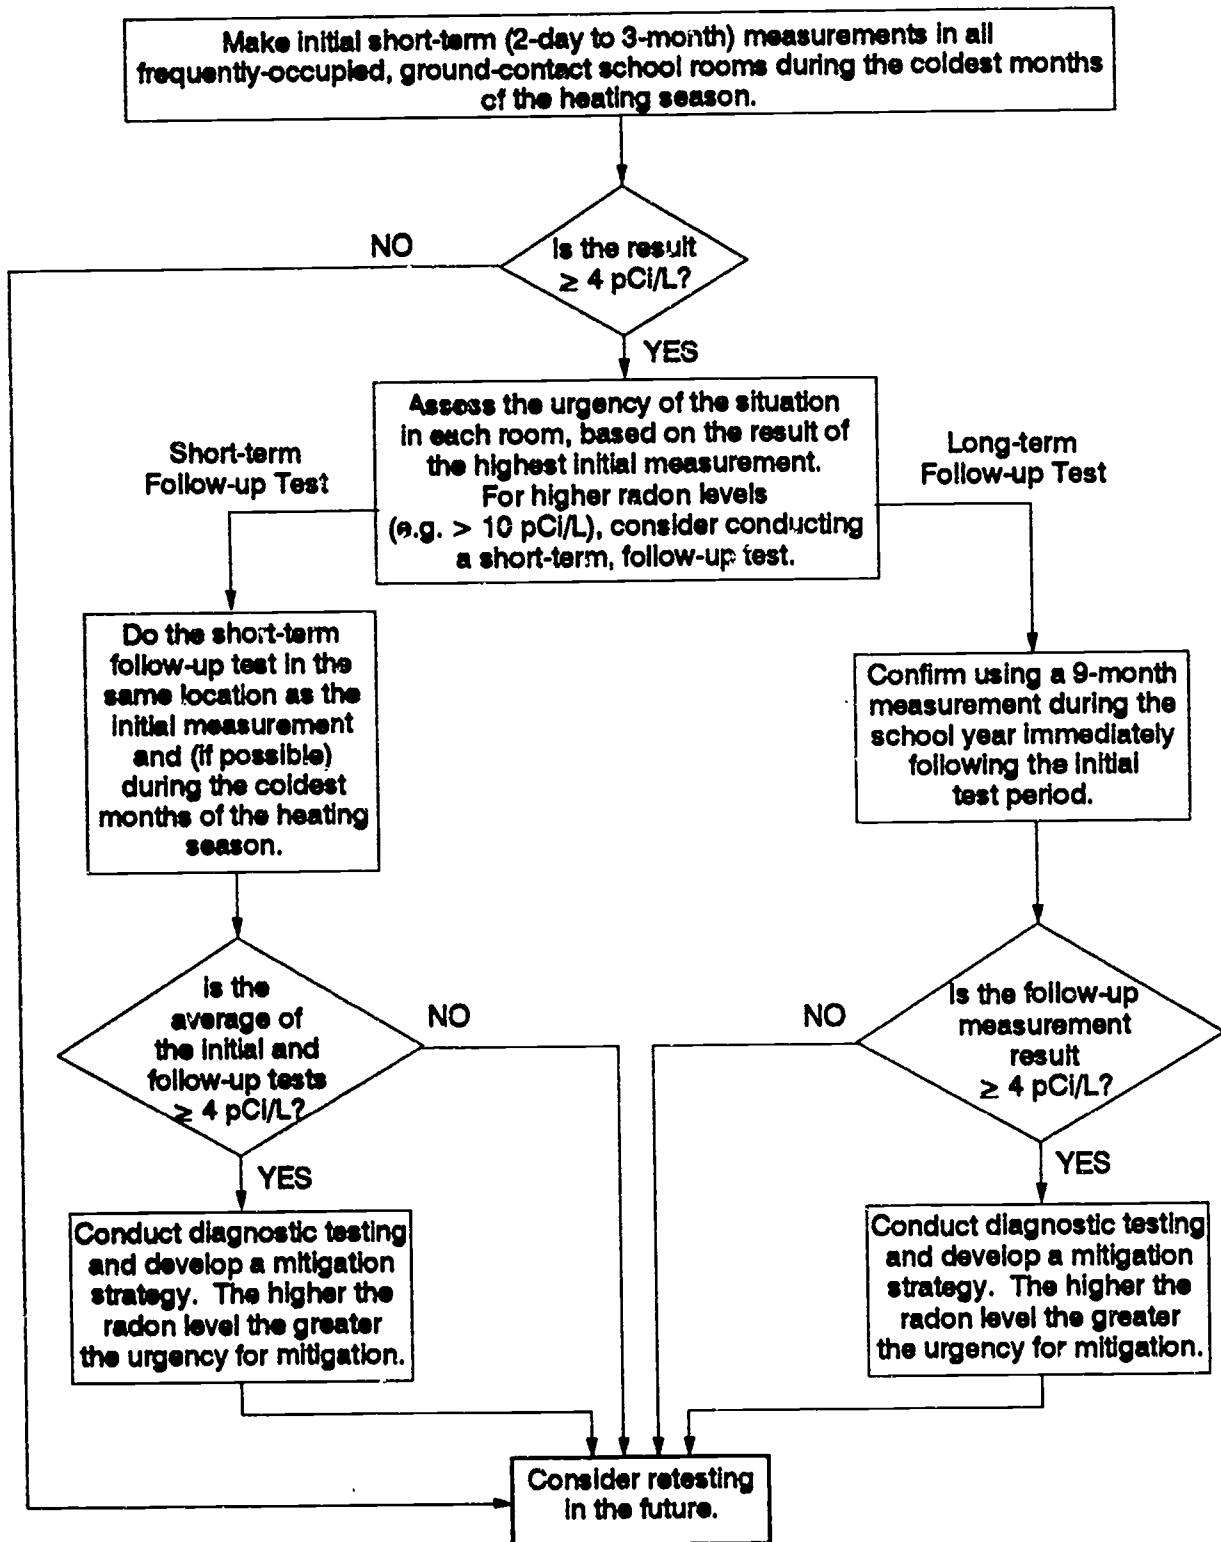 Make initial short-term (2-day to 3-month) measurements in all
frequently-occupied, ground-contact school rooms during the coldest months
of the heating season.
NO
Is the result
≥ 4 pCi/L?
YES
Assess the urgency of the situation
in each room, based on the result of
the highest initial measurement.
For higher radon levels
(e.g. > 10 pCi/L), consider conducting
a short-term, follow-up test.
Short-term
Follow-up Test
Long-term
Follow-up Test
Do the short-term
follow-up test in the
same location as the
initial measurement
and (if possible)
during the coldest
months of the heating
season.
Confirm using a 9-month
measurement during the
school year immediately
following the initial
test period.
Is the
average of
the initial and
follow-up tests
≥ 4 pCi/L?
NO
YES
NO
Is the follow-up
measurement
result
≥ 4 pCi/L?
YES
Conduct diagnostic testing
and develop a mitigation
strategy. The higher the
radon level the greater
the urgency for mitigation.
Conduct diagnostic testing
and develop a mitigation
strategy. The higher the
radon level the greater
the urgency for mitigation.
Consider retesting
in the future.